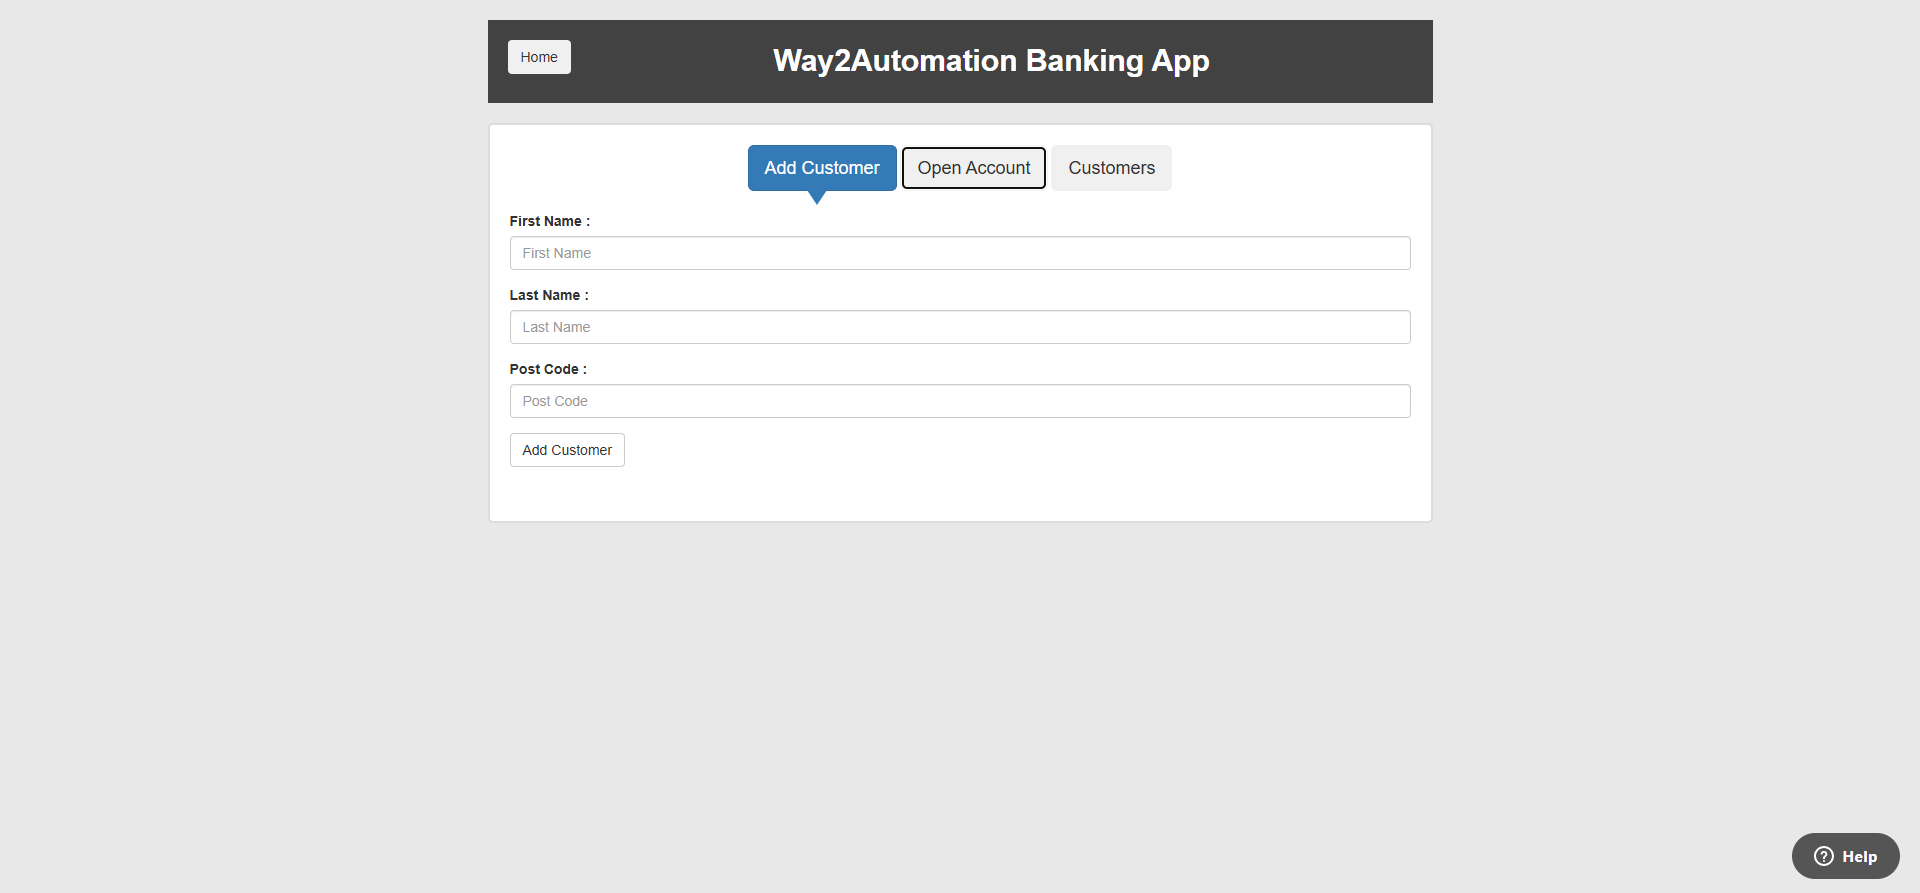 Home
Way2Automation Banking App
Add Customer
Open Account
Customers
First Name :
First Name
Last Name :
Last Name
Post Code :
Post Code
Add Customer
Help